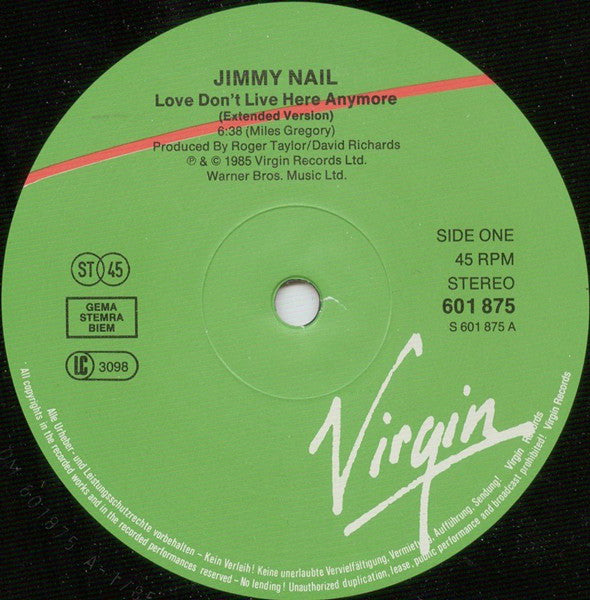 JIMMY NAIL
Love Don't Live Here Anymore
(Extended Version)
6:38 (Miles Gregory)
Produced By Roger Taylor/David Richards
℗ & © 1985 Virgin Records Ltd.
Warner Bros. Music Ltd.
SIDE ONE
45 RPM
STEREO
601 875
S 601 875 A
ST 45
GEMA
STEMRA
BIEM
LC 3098
Virgin
Alle Urheber- und Leistungsschutzrechte vorbehalten – Kein Verleih! Keine unerlaubte Vervielfältigung, Vermietung, Aufführung, Sendung! Virgin Records
All copyrights in the recorded works and in the recorded performances reserved – No lending! Unauthorized duplication, lease, public performance and broadcast prohibited! Virgin Records